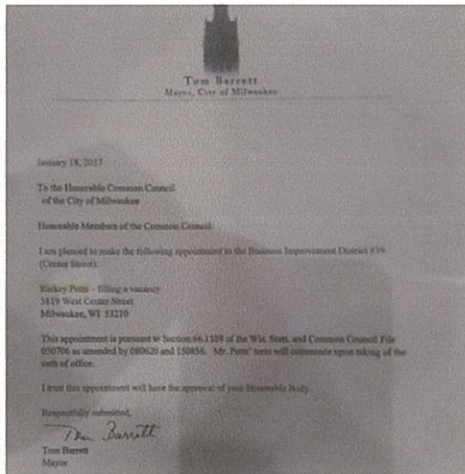 Tom Barrett
Mayor, City of Milwaukee
January 18, 2017
To the Honorable Common Council
of the City of Milwaukee
Honorable Members of the Common Council:
I am pleased to make the following appointment to the Business Improvement District #39
(Center Street):
Rickey Potts – filling a vacancy
3819 West Center Street
Milwaukee, WI 53210
This appointment is pursuant to Section 66.1109 of the Wis. Stats. and Common Council File
050706 as amended by 080620 and 150856. Mr. Potts' term will commence upon taking of the
oath of office.
I trust this appointment will have the approval of your Honorable Body.
Respectfully submitted,
Tom Barrett
Tom Barrett
Mayor